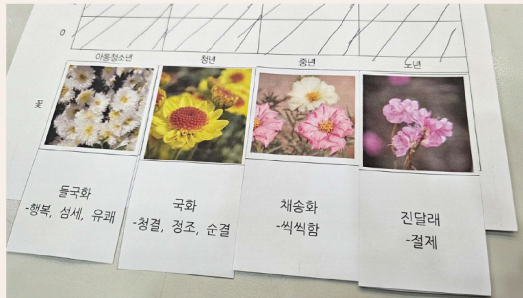 0
아동청소년
청년
중년
노년
꽃
들국화
-행복, 섬세, 유쾌
국화
-청결, 정조, 순결
채송화
-씩씩함
진달래
-절제